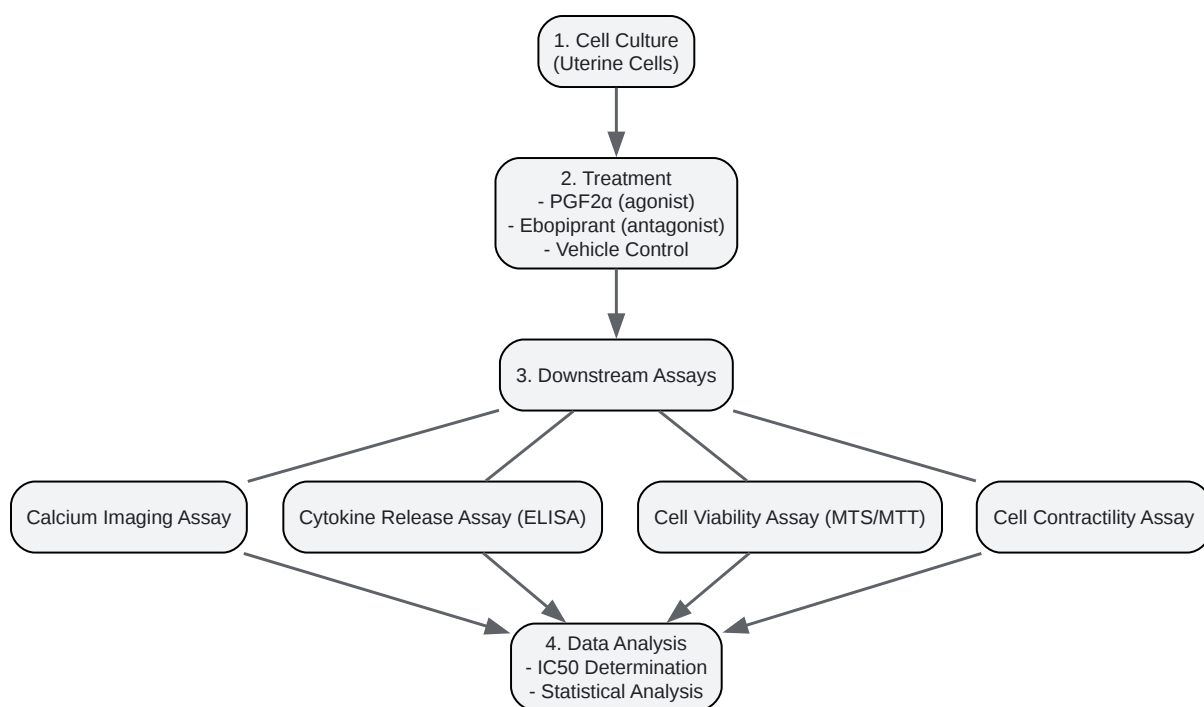 1. Cell Culture
(Uterine Cells)
2. Treatment
- PGF2α (agonist)
- Ebopiprant (antagonist)
- Vehicle Control
3. Downstream Assays
Calcium Imaging Assay
Cytokine Release Assay (ELISA)
Cell Viability Assay (MTS/MTT)
Cell Contractility Assay
4. Data Analysis
- IC50 Determination
- Statistical Analysis